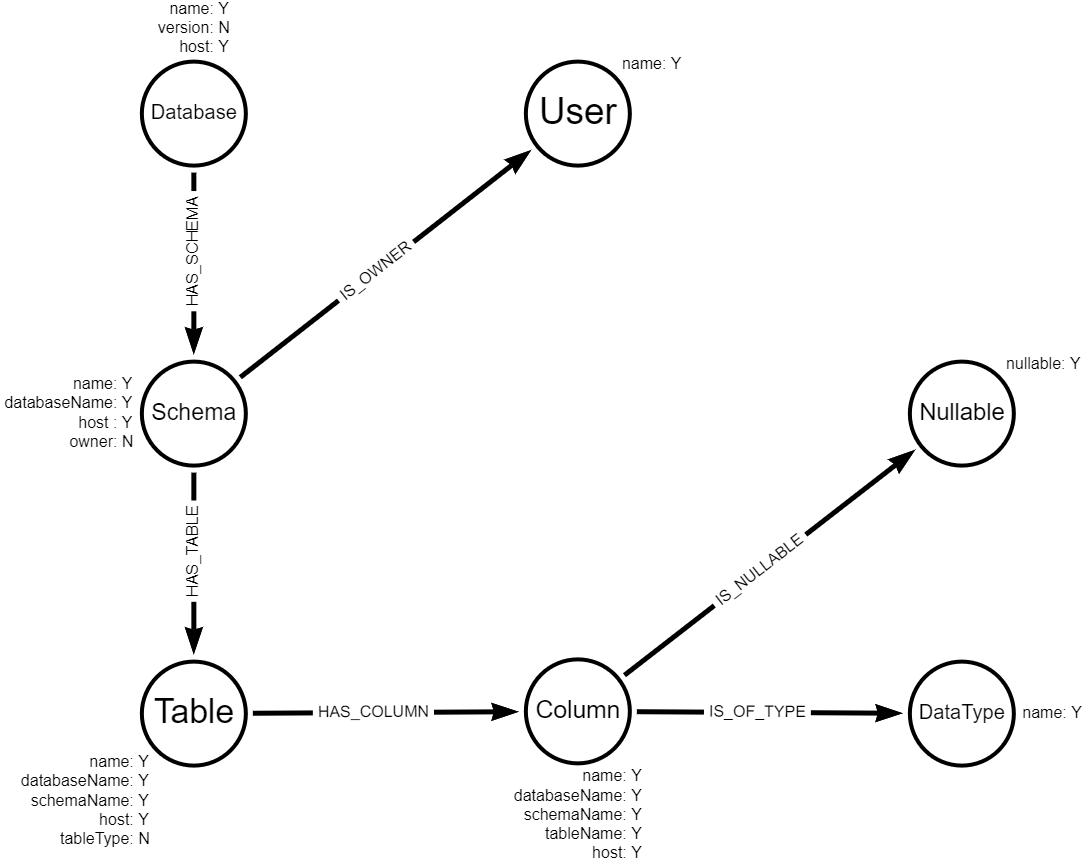 name: Y
version: N
host: Y
Database
User
name: Y
HAS_SCHEMA
IS_OWNER
name: Y
databaseName: Y
host : Y
owner: N
Schema
Nullable
nullable: Y
HAS_TABLE
IS_NULLABLE
Table
HAS_COLUMN
Column
IS_OF_TYPE
DataType
name: Y
name: Y
databaseName: Y
schemaName: Y
host: Y
tableType: N
name: Y
databaseName: Y
schemaName: Y
tableName: Y
host: Y